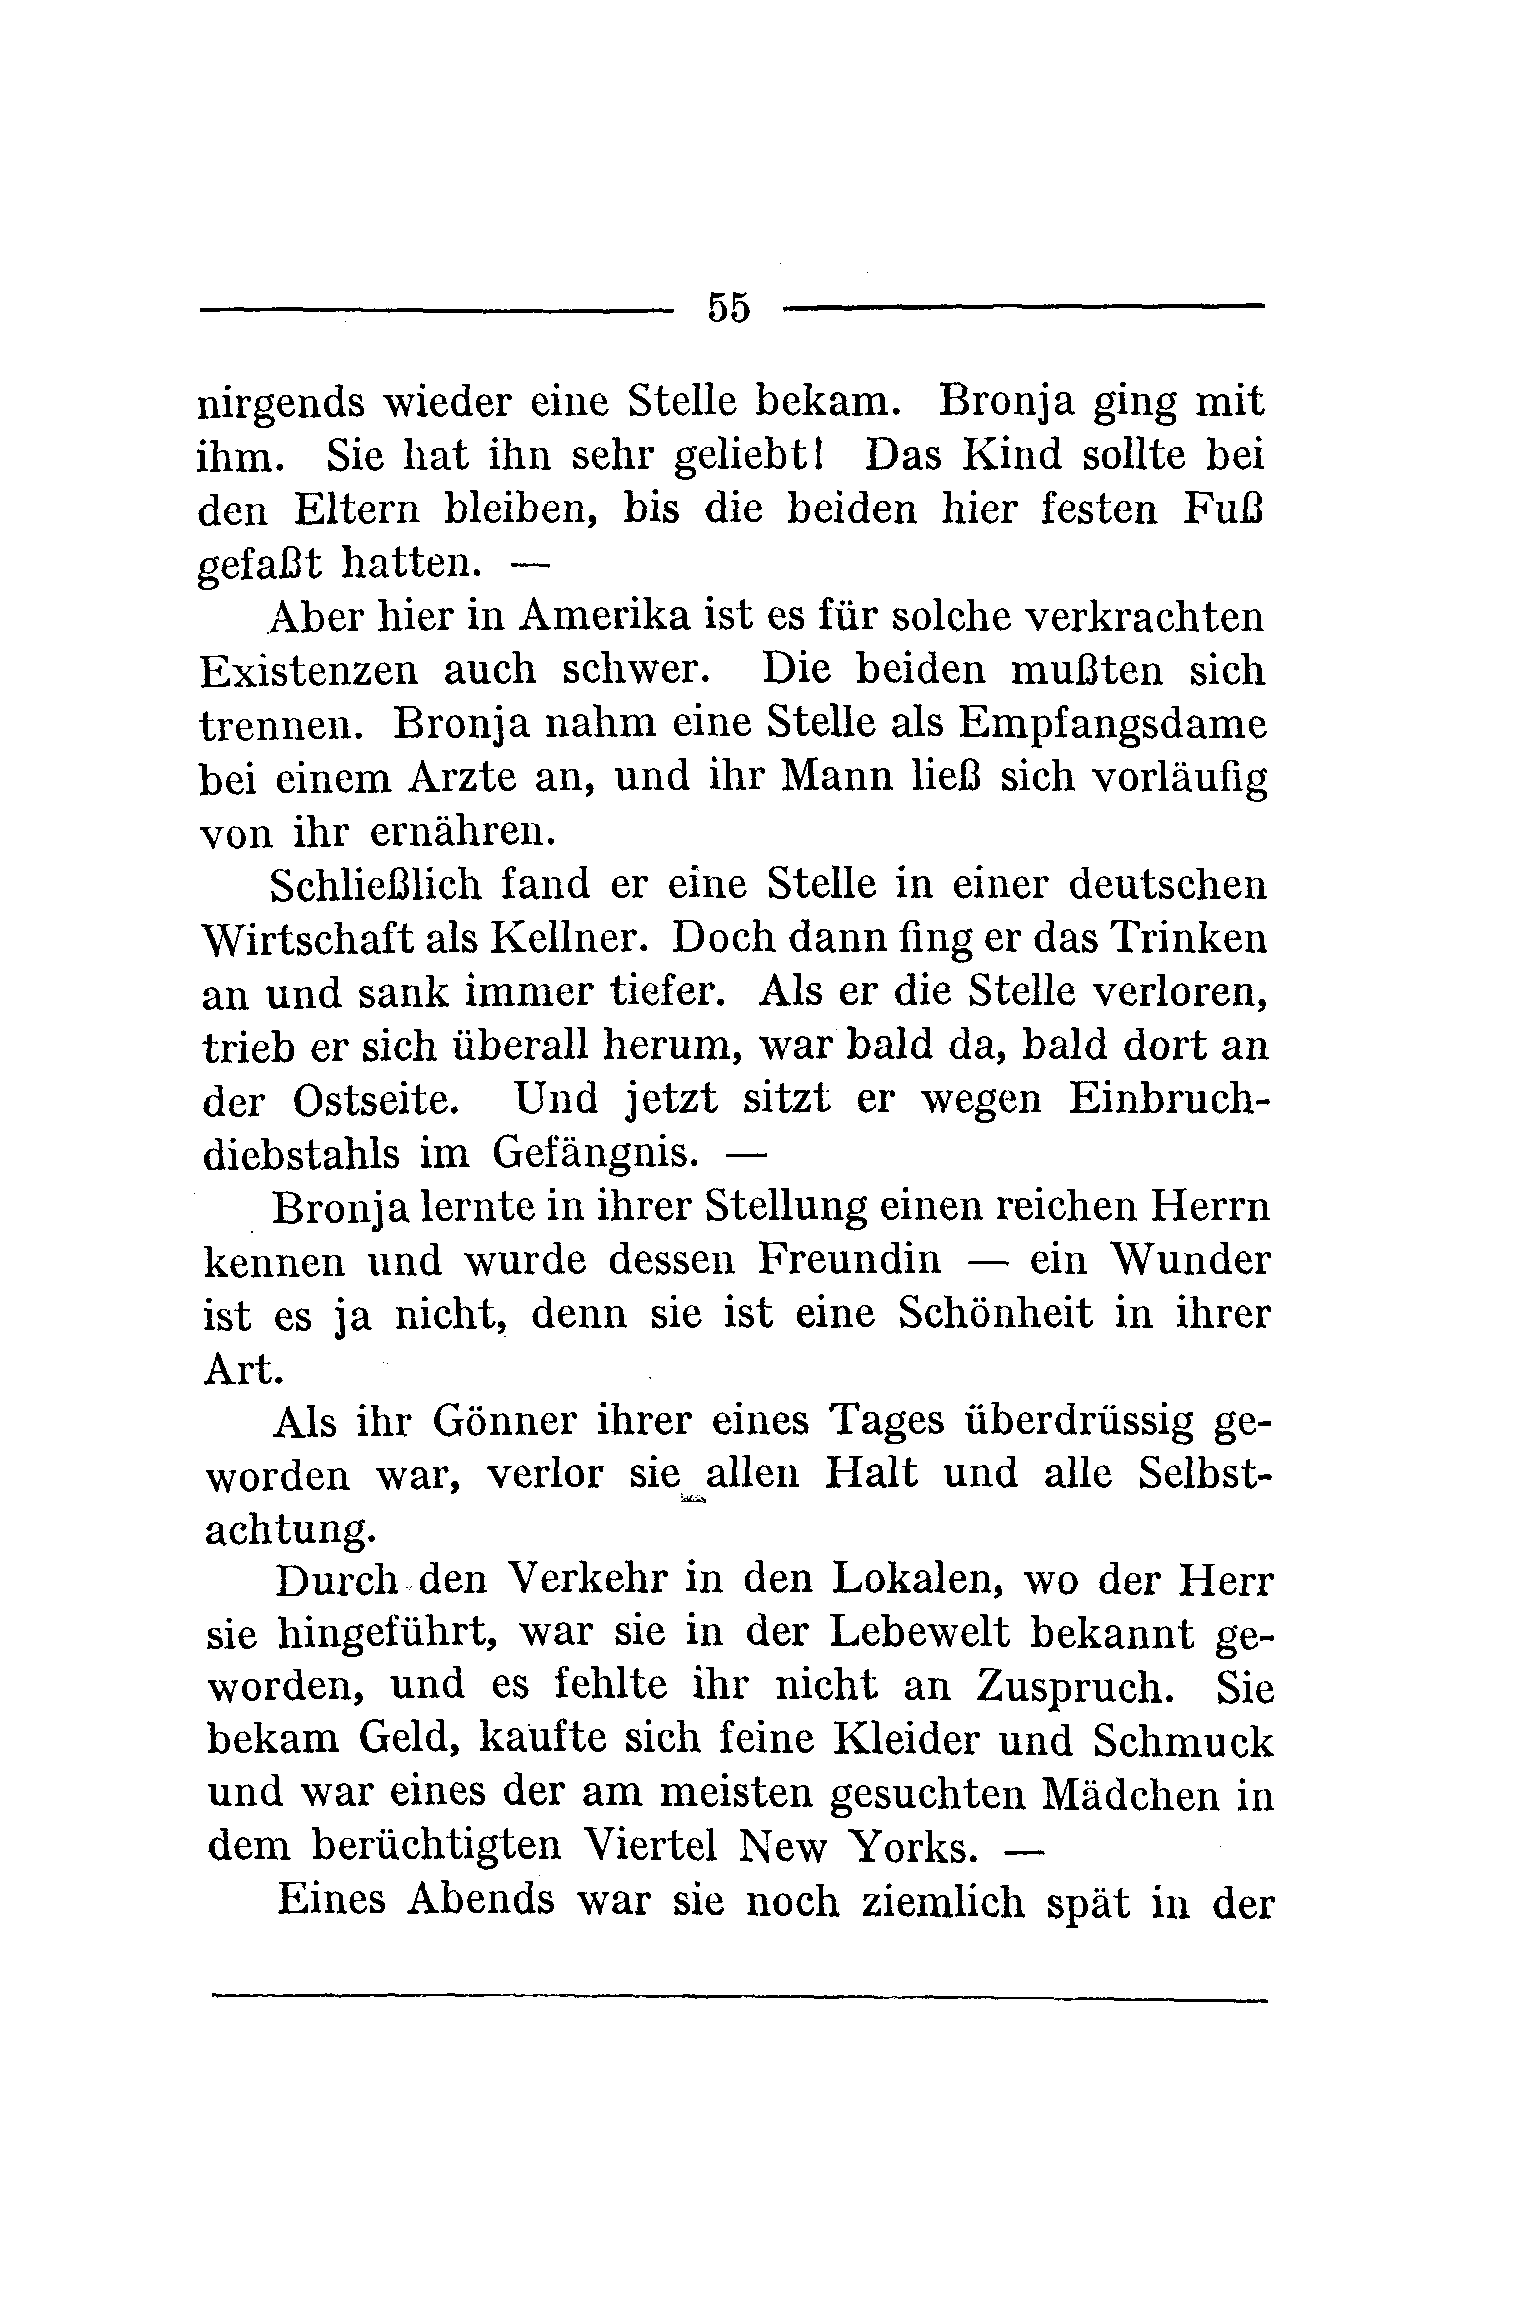 55
nirgends wieder eine Stelle bekam. Bronja ging mit
ihm. Sie hat ihn sehr geliebt! Das Kind sollte bei
den Eltern bleiben, bis die beiden hier festen Fuß
gefaßt hatten. —
Aber hier in Amerika ist es für solche verkrachten
Existenzen auch schwer. Die beiden mußten sich
trennen. Bronja nahm eine Stelle als Empfangsdame
bei einem Arzte an, und ihr Mann ließ sich vorläufig
von ihr ernähren.
Schließlich fand er eine Stelle in einer deutschen
Wirtschaft als Kellner. Doch dann fing er das Trinken
an und sank immer tiefer. Als er die Stelle verloren,
trieb er sich überall herum, war bald da, bald dort an
der Ostseite. Und jetzt sitzt er wegen Einbruch-
diebstahls im Gefängnis. —
Bronja lernte in ihrer Stellung einen reichen Herrn
kennen und wurde dessen Freundin — ein Wunder
ist es ja nicht, denn sie ist eine Schönheit in ihrer
Art.
Als ihr Gönner ihrer eines Tages überdrüssig ge-
worden war, verlor sie allen Halt und alle Selbst-
achtung.
Durch den Verkehr in den Lokalen, wo der Herr
sie hingeführt, war sie in der Lebewelt bekannt ge-
worden, und es fehlte ihr nicht an Zuspruch. Sie
bekam Geld, kaufte sich feine Kleider und Schmuck
und war eines der am meisten gesuchten Mädchen in
dem berüchtigten Viertel New Yorks. —
Eines Abends war sie noch ziemlich spät in der